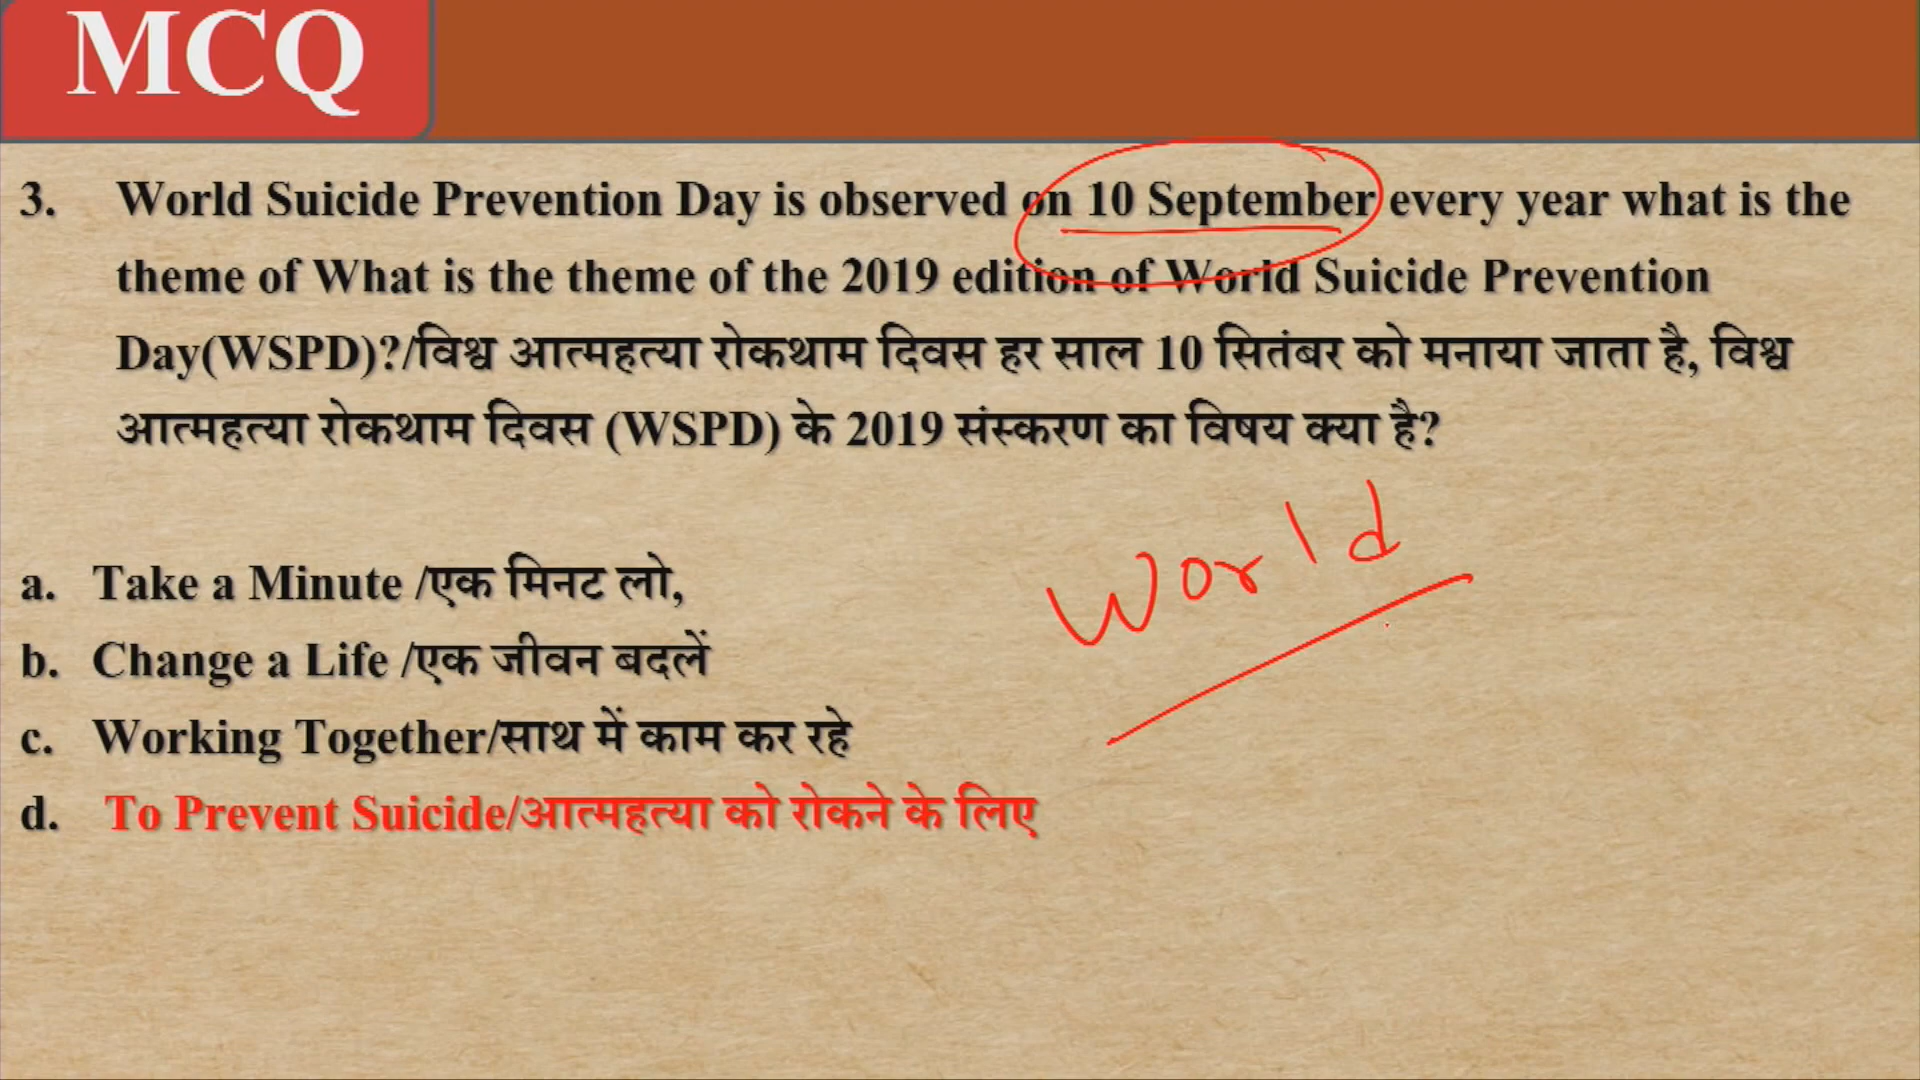 MCQ
3. World Suicide Prevention Day is observed on 10 September every year what is the
theme of What is the theme of the 2019 edition of World Suicide Prevention
Day(WSPD)?/विश्व आत्महत्या रोकथाम दिवस हर साल 10 सितंबर को मनाया जाता है, विश्व
आत्महत्या रोकथाम दिवस (WSPD) के 2019 संस्करण का विषय क्या है?
World
a. Take a Minute /एक मिनट लो,
b. Change a Life /एक जीवन बदलें
c. Working Together/साथ में काम कर रहे
d. To Prevent Suicide/आत्महत्या को रोकने के लिए